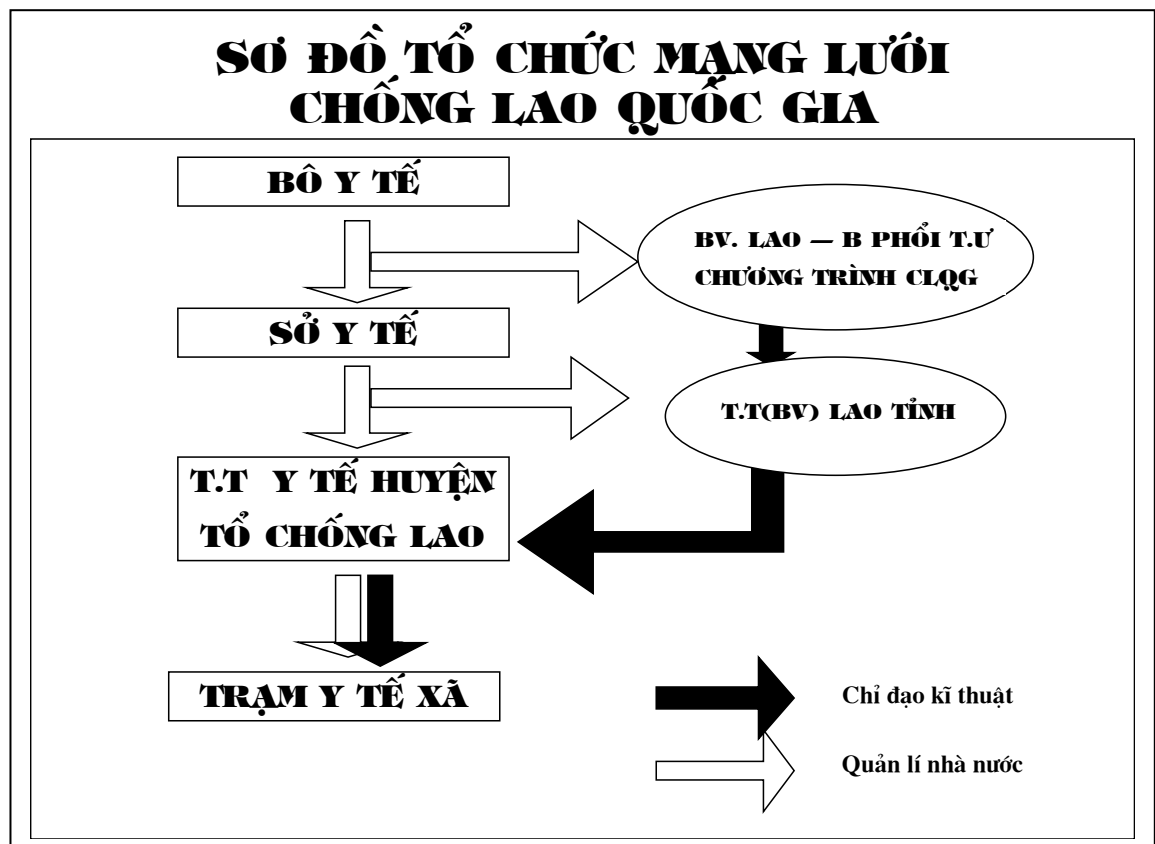 SƠ ĐỒ TỔ CHỨC MẠNG LƯỚI
CHỐNG LAO QUỐC GIA
BÔ Y TẾ
BV. LAO – B PHỔI T.Ư
CHƯƠNG TRÌNH CLQG
SỞ Y TẾ
T.T(BV) LAO TỈNH
T.T Y TẾ HUYỆN
TỔ CHỐNG LAO
TRẠM Y TẾ XÃ
Chỉ đạo kĩ thuật
Quản lí nhà nước